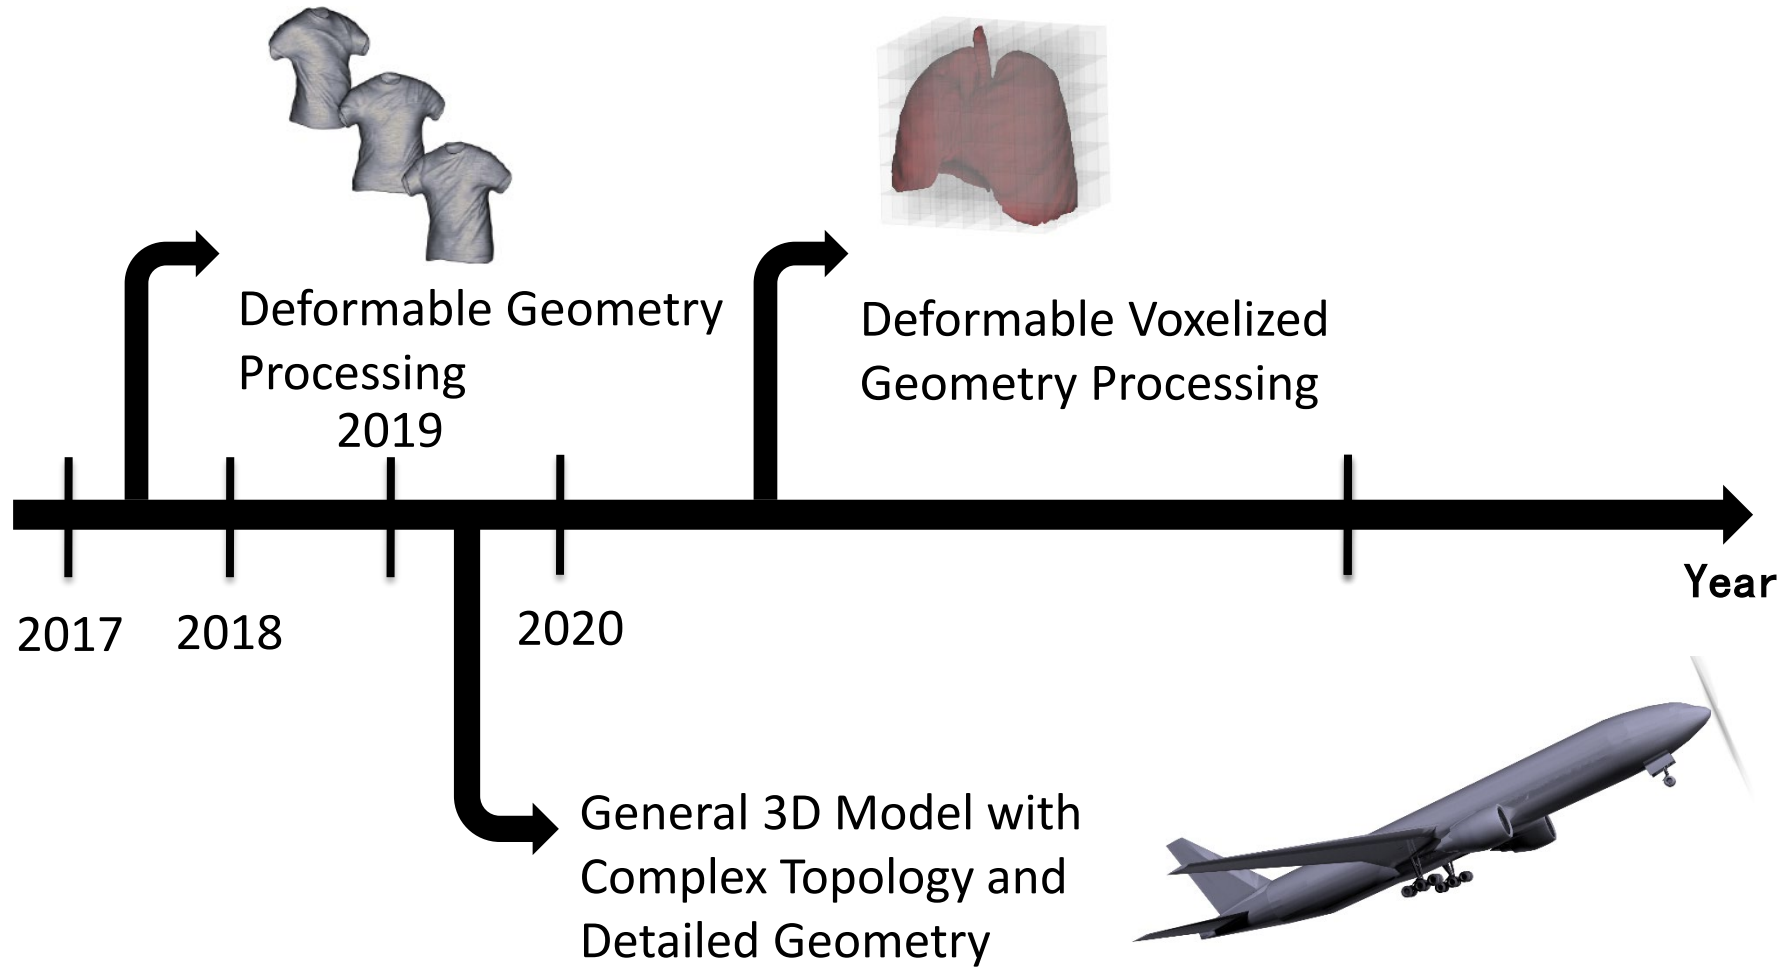 Deformable Geometry
Processing
Deformable Voxelized
Geometry Processing
2019
Year
2017
2018
2020
General 3D Model with
Complex Topology and
Detailed Geometry